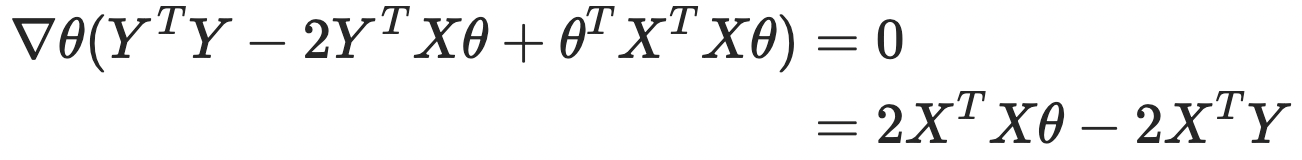 ∇θ(Y^T Y − 2Y^T Xθ + θ^T X^T Xθ) = 0
= 2X^T Xθ − 2X^T Y